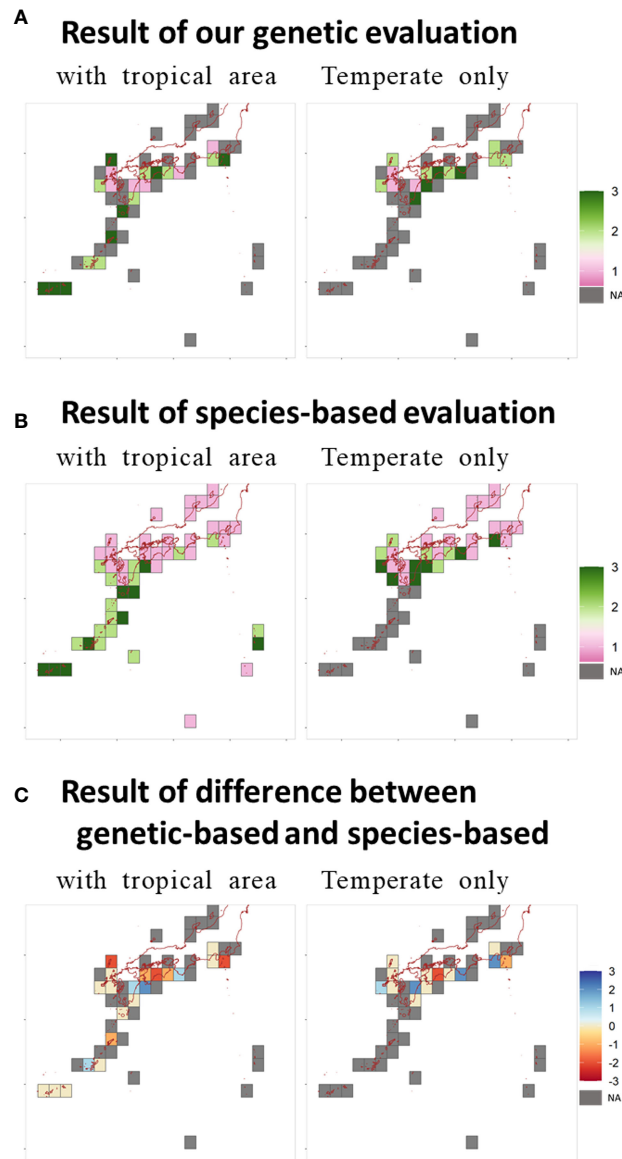 A
Result of our genetic evaluation
with tropical area
Temperate only
3
2
1
NA
B
Result of species-based evaluation
with tropical area
Temperate only
3
2
1
NA
C
Result of difference between
genetic-based and species-based
with tropical area
Temperate only
3
2
1
0
-1
-2
-3
NA